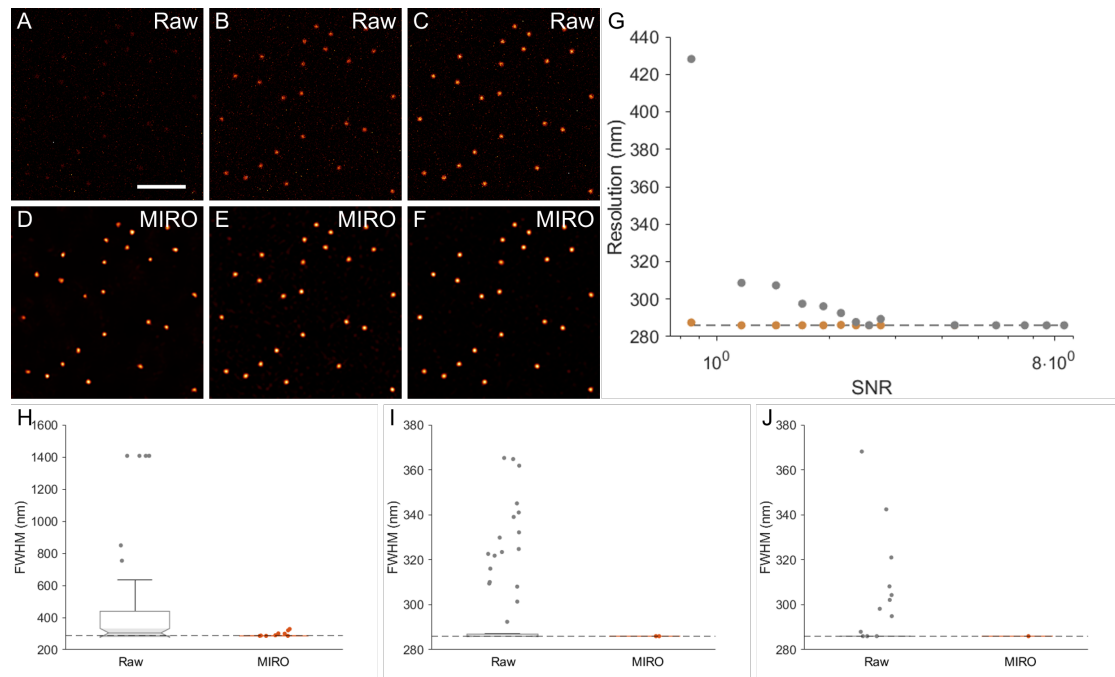 A Raw
B Raw
C Raw
D MIRO
E MIRO
F MIRO
G
440
420
400
380
360
340
320
300
280
Resolution (nm)
10⁰
8·10⁰
SNR
H
1600
1400
1200
1000
800
600
400
200
FWHM (nm)
Raw MIRO
I
380
360
340
320
300
280
FWHM (nm)
Raw MIRO
J
380
360
340
320
300
280
FWHM (nm)
Raw MIRO